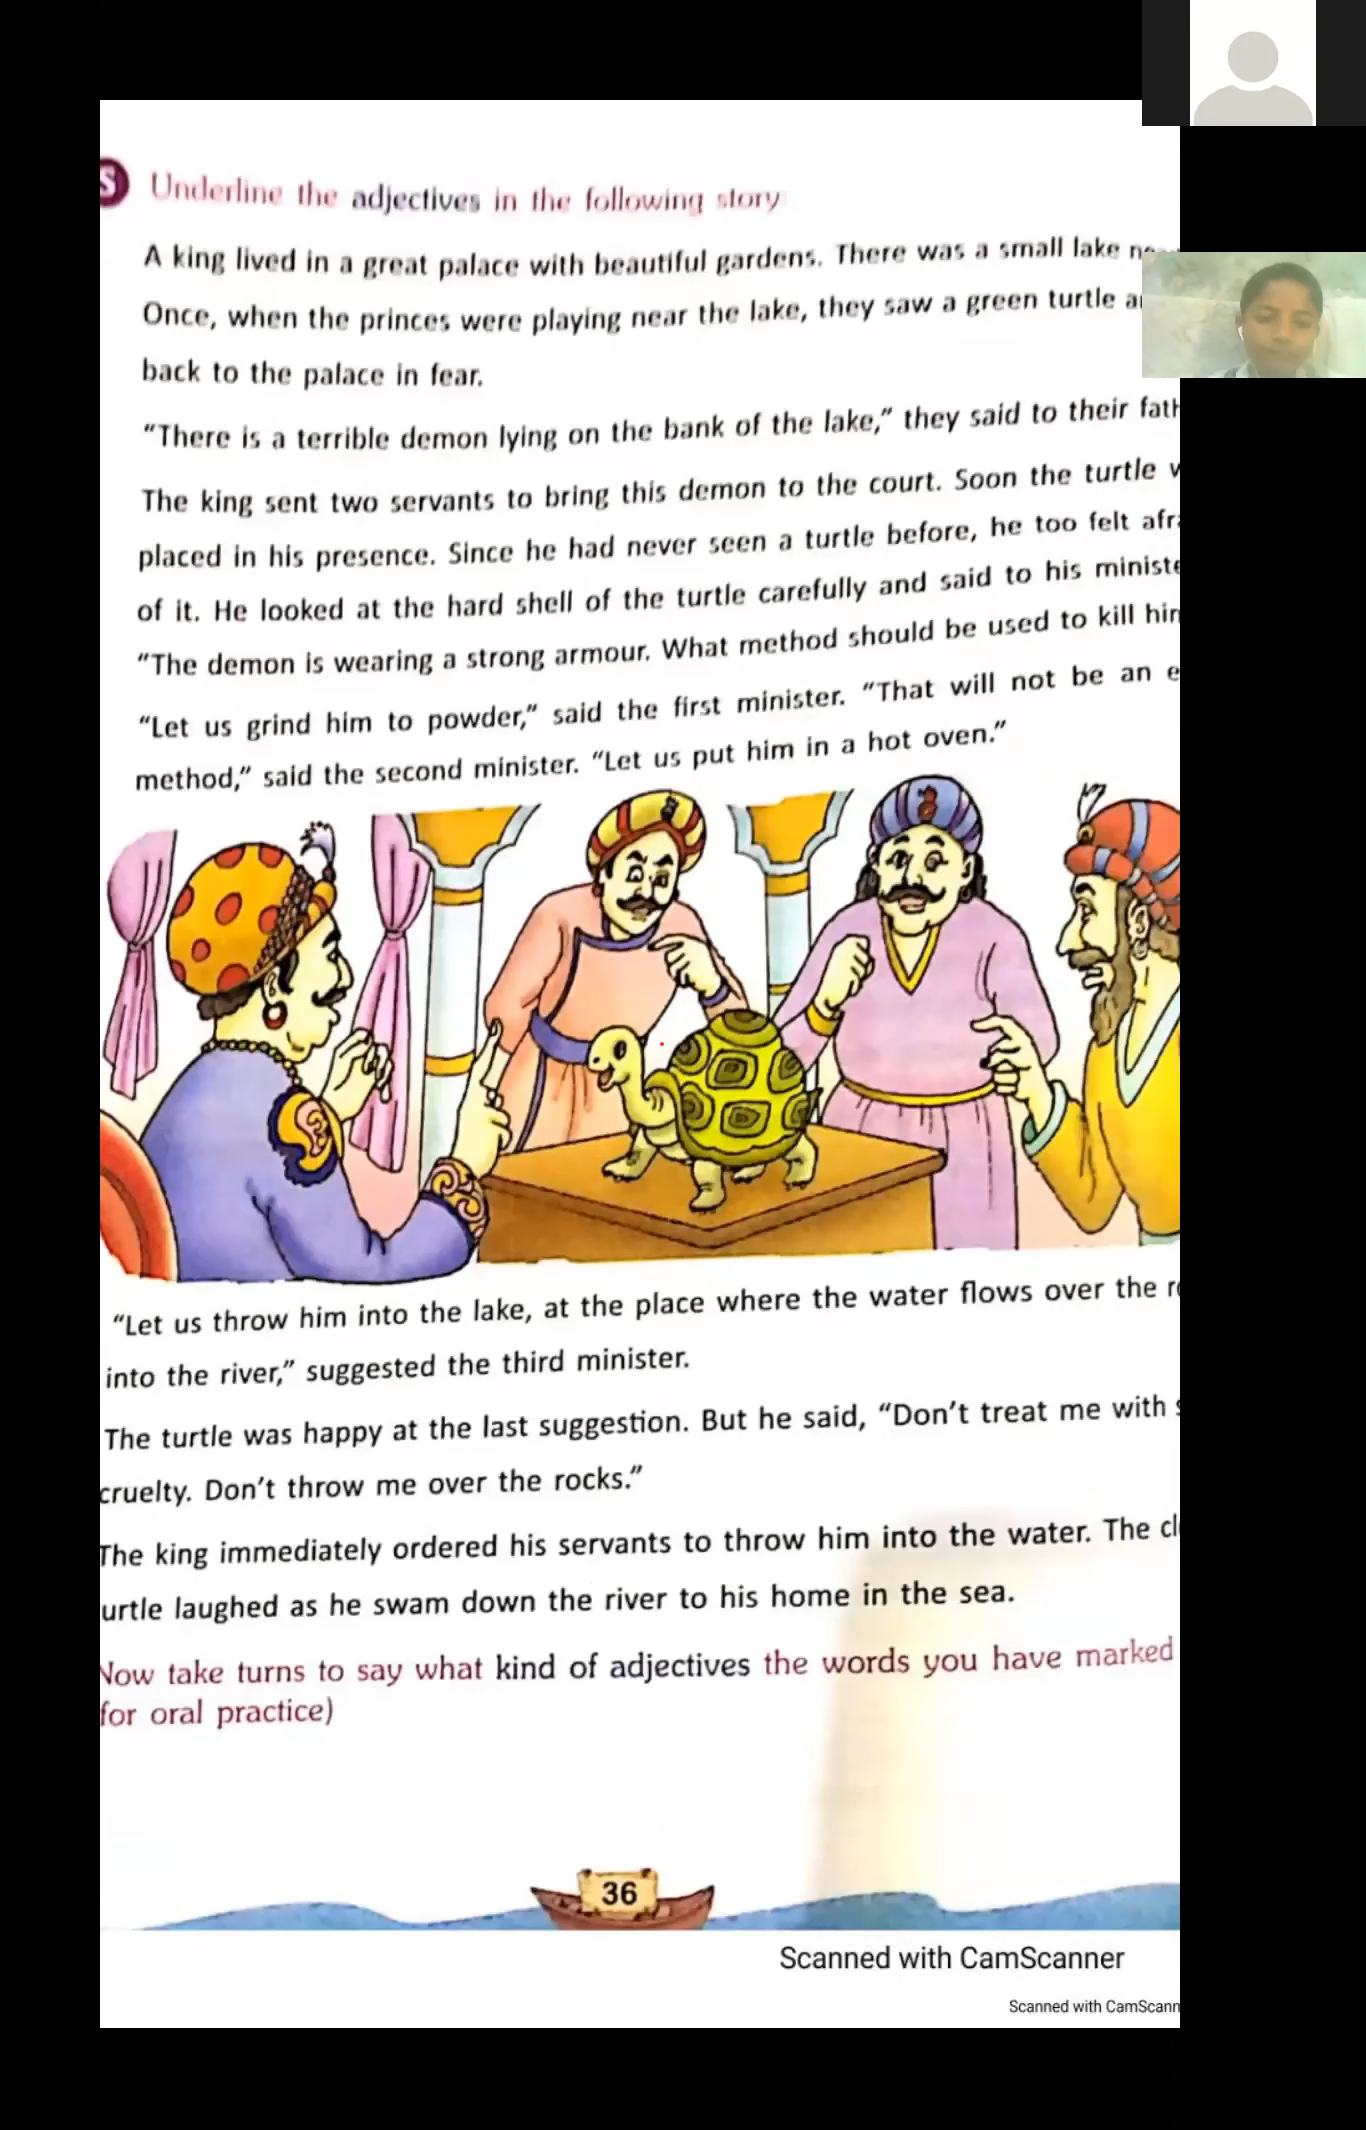 S Underline the adjectives in the following story
A king lived in a great palace with beautiful gardens. There was a small lake
Once, when the princes were playing near the lake, they saw a green turtle
back to the palace in fear.
“There is a terrible demon lying on the bank of the lake,” they said to their
The king sent two servants to bring this demon to the court. Soon the turtle
placed in his presence. Since he had never seen a turtle before, he too felt
of it. He looked at the hard shell of the turtle carefully and said to his
“The demon is wearing a strong armour. What method should be used to kill
“Let us grind him to powder,” said the first minister. “That will not be an
method,” said the second minister. “Let us put him in a hot oven.”
“Let us throw him into the lake, at the place where the water flows over the
into the river,” suggested the third minister.
The turtle was happy at the last suggestion. But he said, “Don’t treat me with
cruelty. Don’t throw me over the rocks.”
The king immediately ordered his servants to throw him into the water. The
urtle laughed as he swam down the river to his home in the sea.
Now take turns to say what kind of adjectives the words you have marked
for oral practice)
36
Scanned with CamScanner
Scanned with CamScann